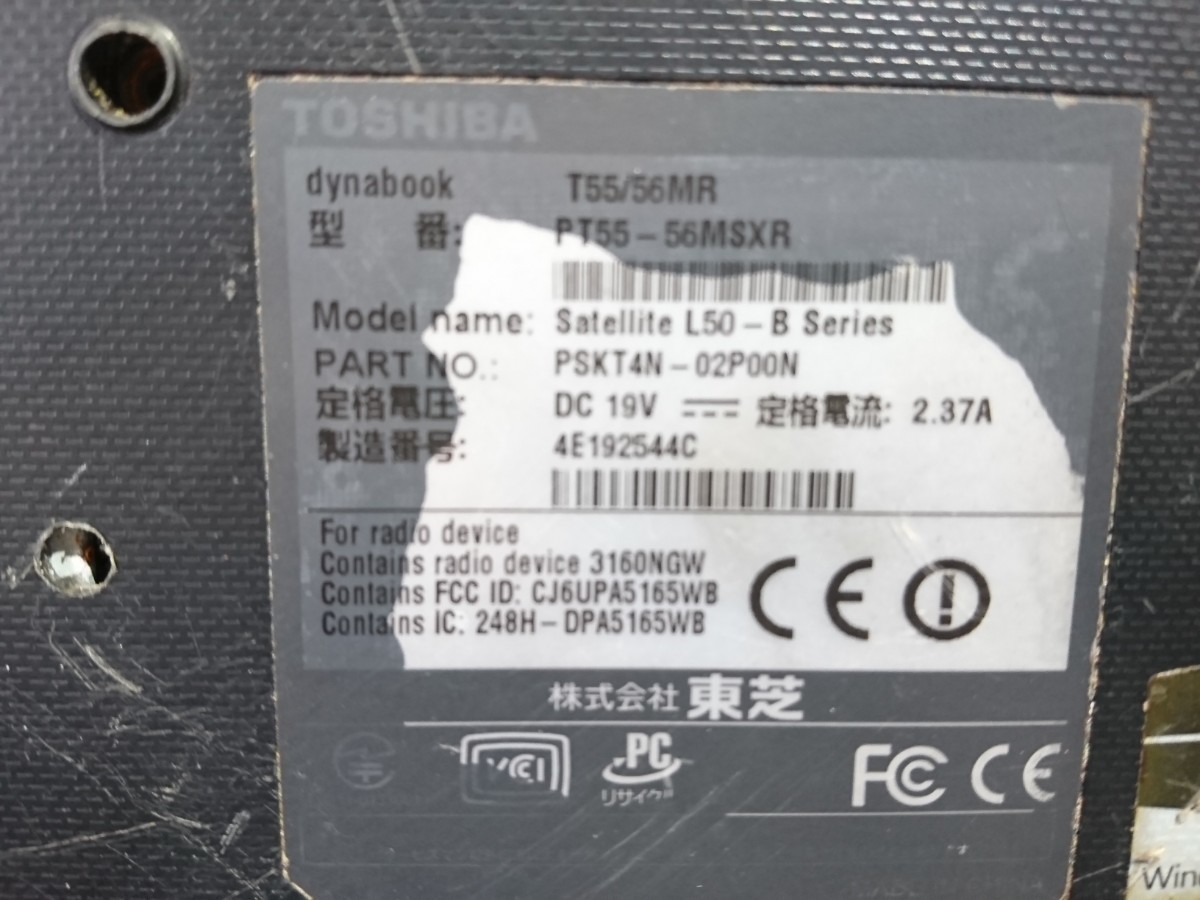 TOSHIBA
dynabook T55/56MR
型 番: PT55-56MSXR
Model name: Satellite L50-B Series
PART NO.: PSKT4N-02P00N
定格電圧: DC 19V 定格電流: 2.37A
製造番号: 4E192544C
For radio device
Contains radio device 3160NGW
Contains FCC ID: CJ6UPA5165WB
Contains IC: 248H-DPA5165WB
CE
株式会社 東芝
VCCI
PC
リサイクル
FC CE